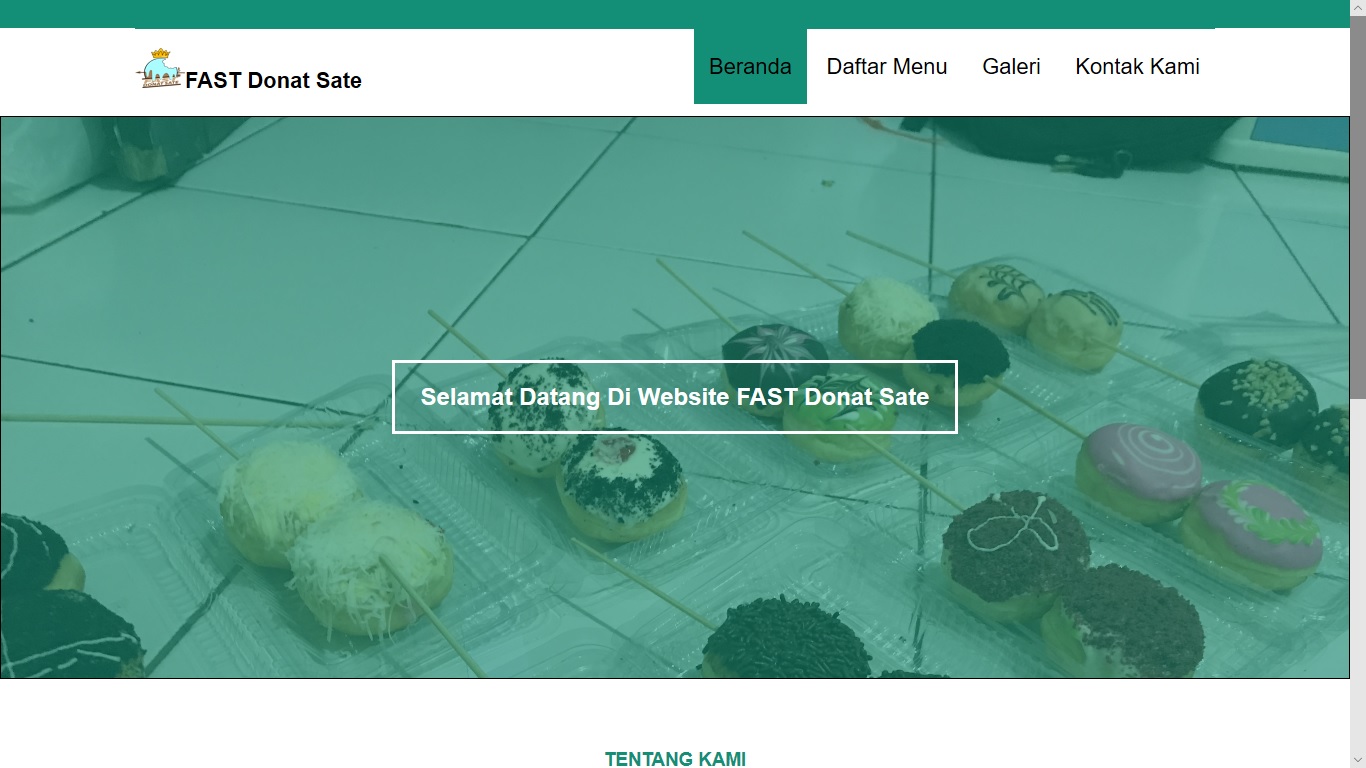 FAST Donat Sate
Beranda
Daftar Menu
Galeri
Kontak Kami
Selamat Datang Di Website FAST Donat Sate
TENTANG KAMI